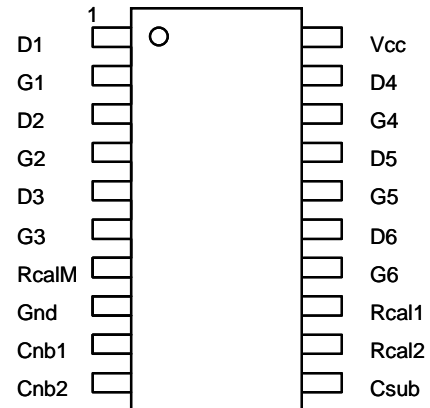 1
D1 Vcc
G1 D4
D2 G4
G2 D5
D3 G5
G3 D6
RcalM G6
Gnd Rcal1
Cnb1 Rcal2
Cnb2 Csub